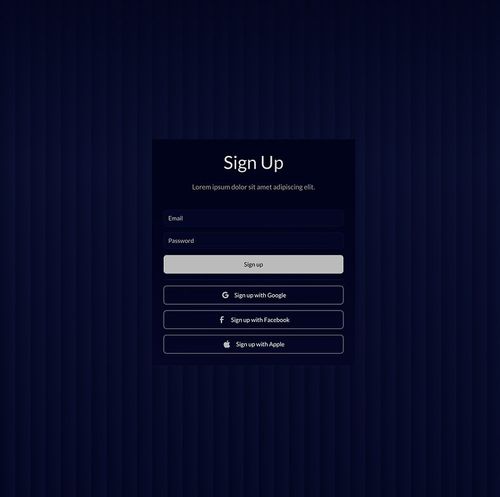 Sign Up
Lorem ipsum dolor sit amet adipiscing elit.
Email
Password
Sign up
Sign up with Google
Sign up with Facebook
Sign up with Apple